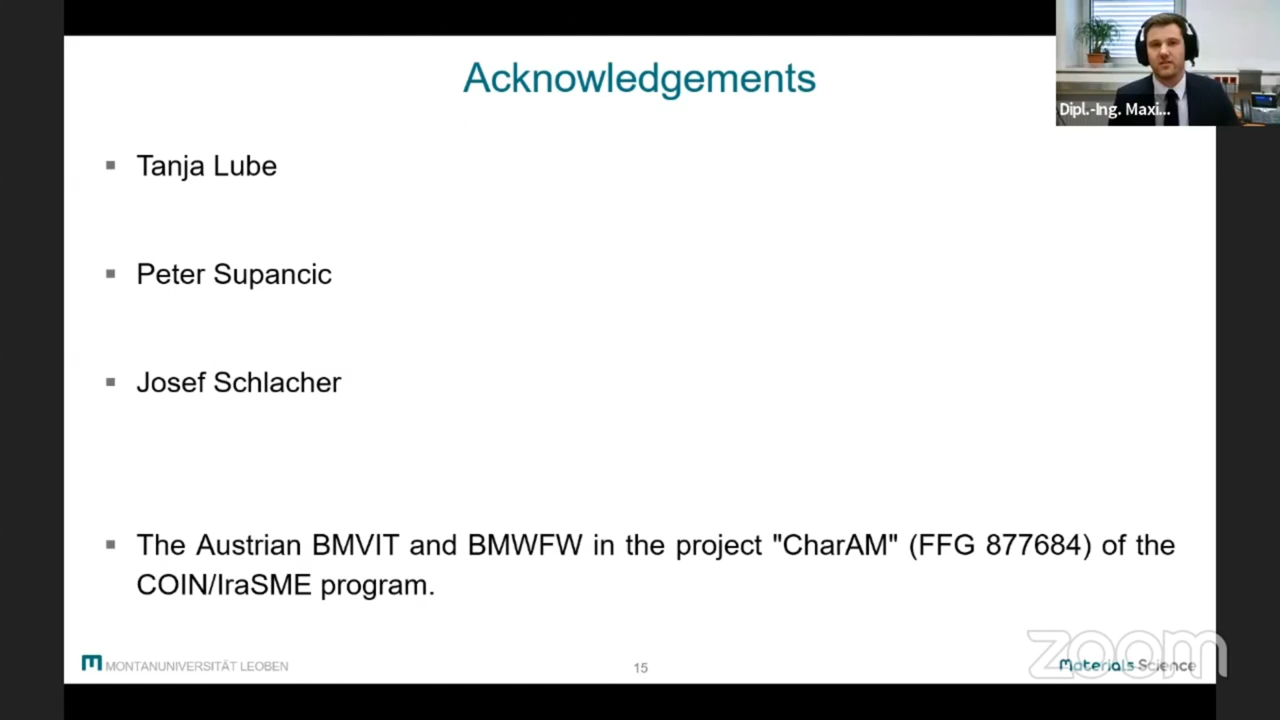 Acknowledgements
Dipl.-Ing. Maxi...
▪ Tanja Lube
▪ Peter Supancic
▪ Josef Schlacher
▪ The Austrian BMVIT and BMWFW in the project "CharAM" (FFG 877684) of the
COIN/IraSME program.
MONTANUNIVERSITÄT LEOBEN
15
Materials Science
zoom